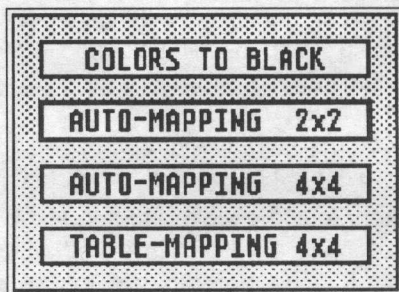 COLORS TO BLACK
AUTO-MAPPING 2x2
AUTO-MAPPING 4x4
TABLE-MAPPING 4x4